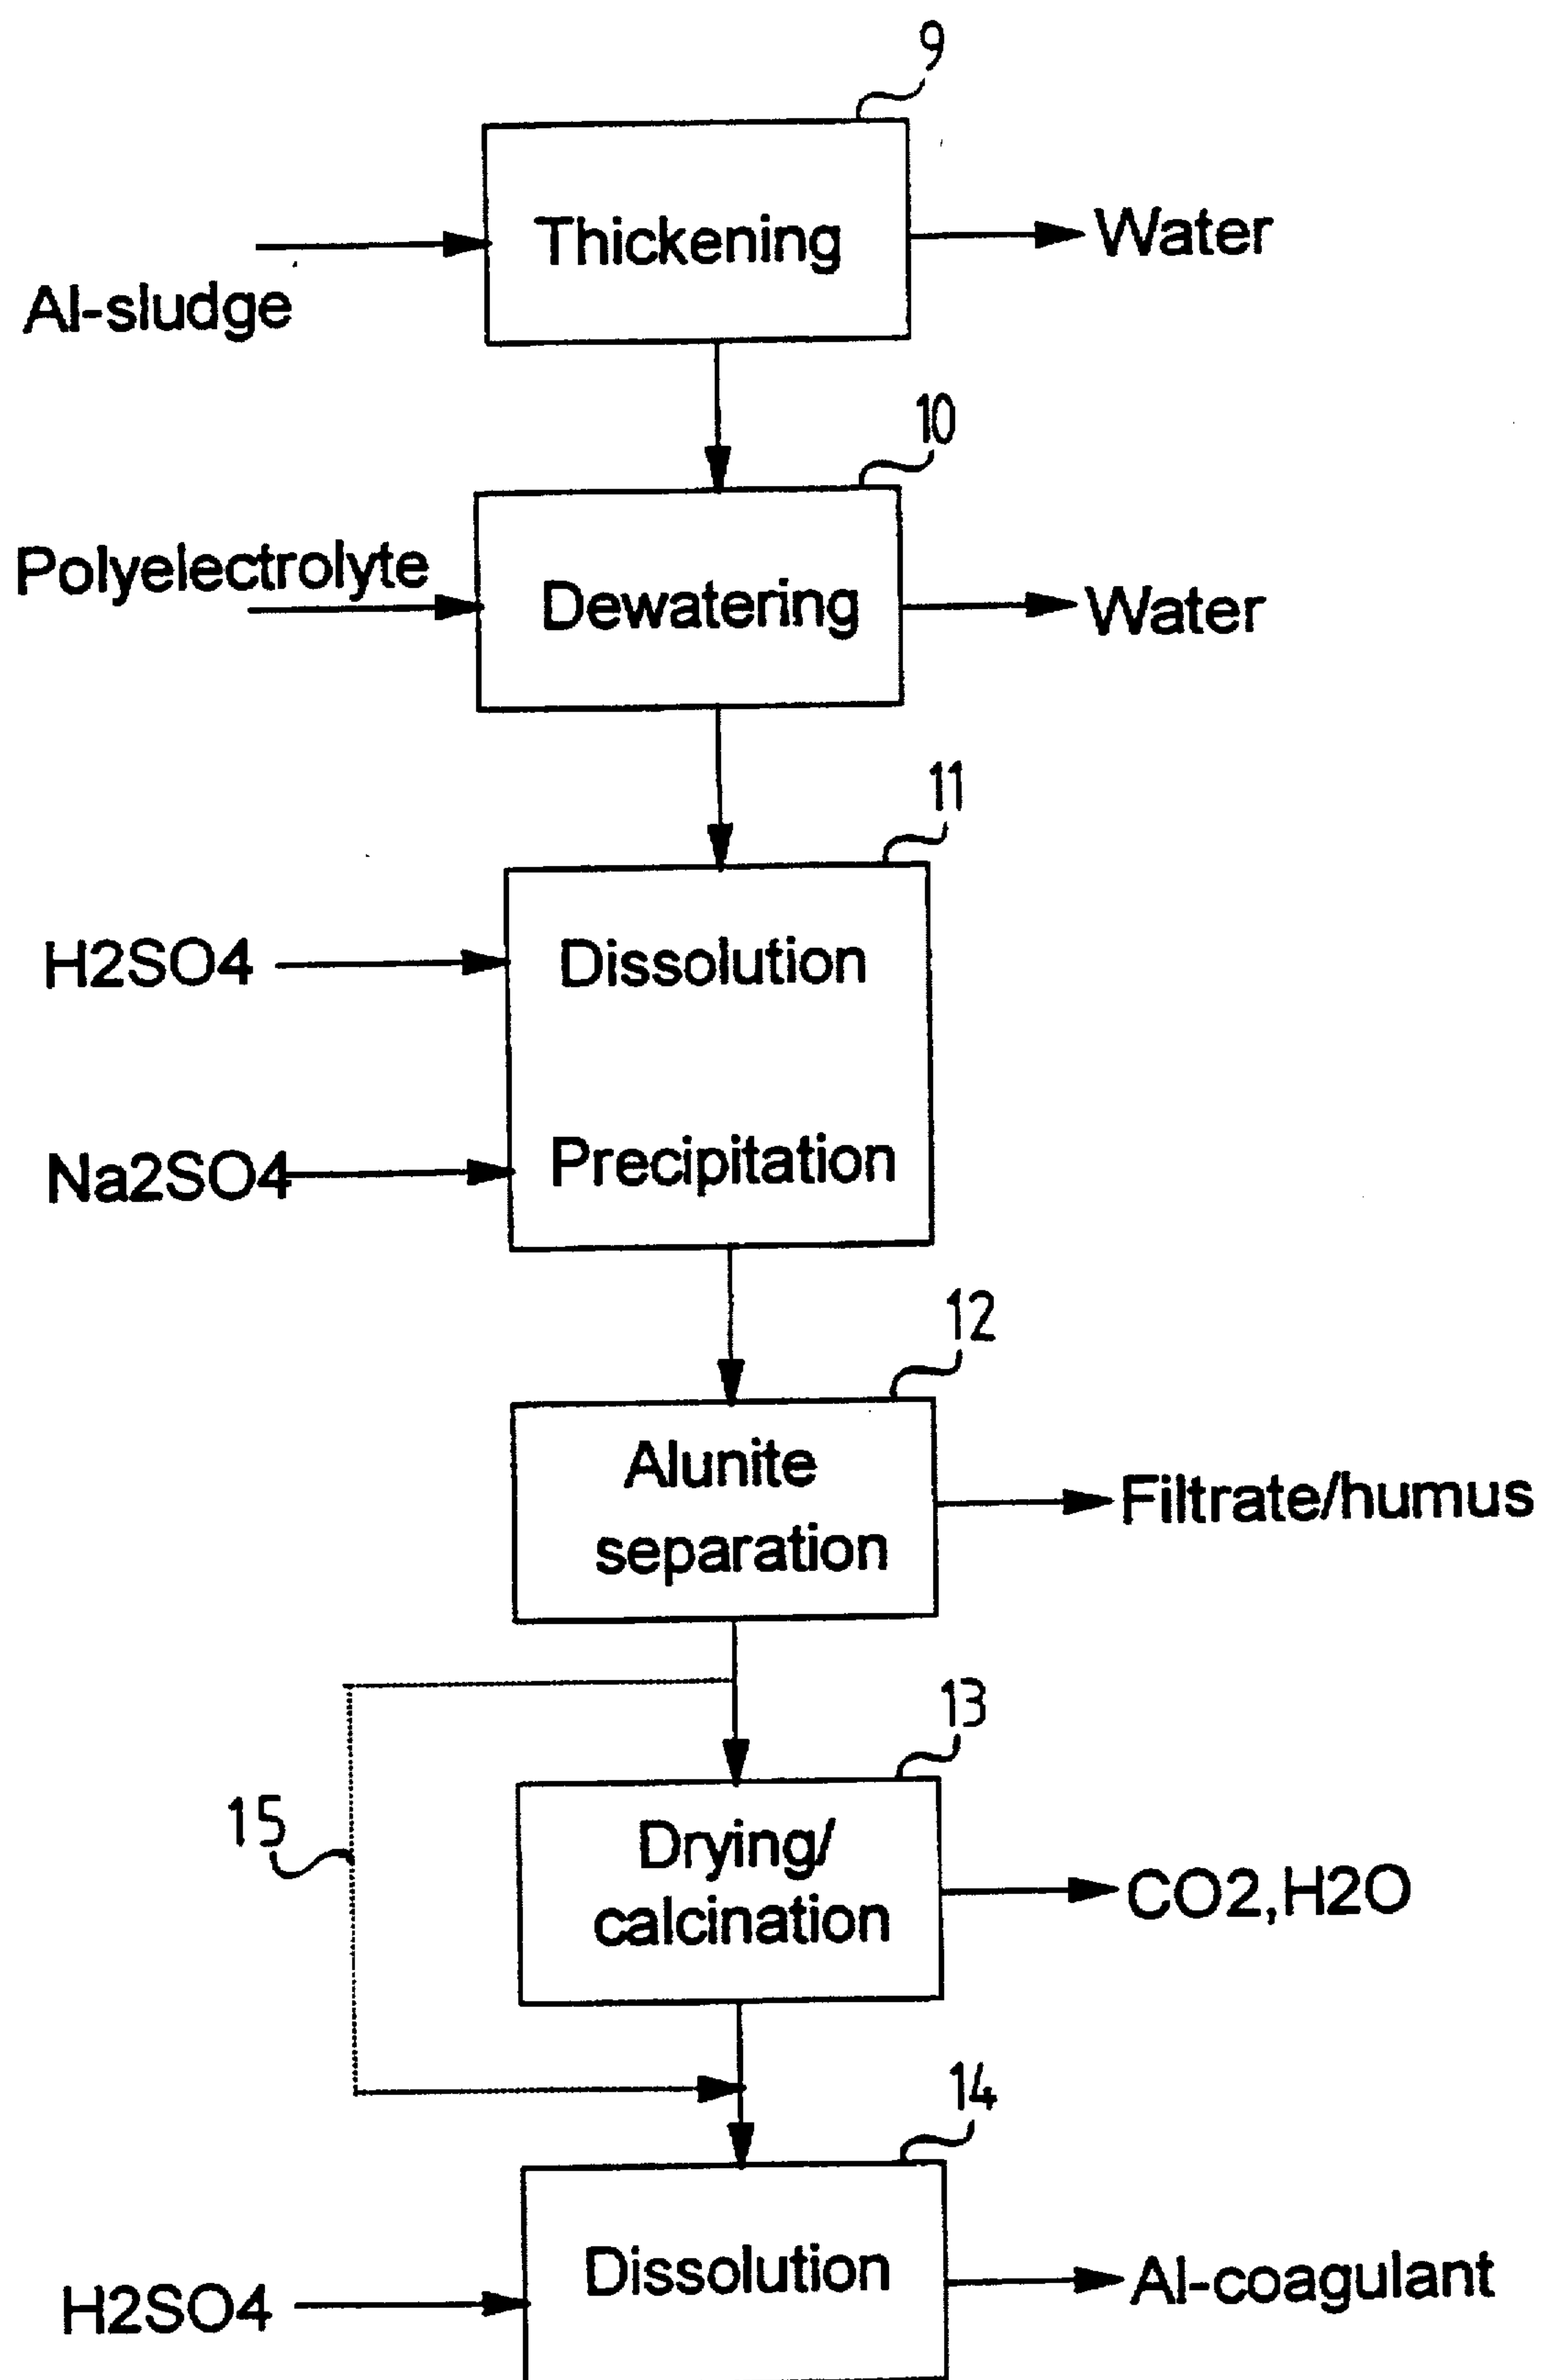 9
Thickening
Water
Al-sludge
10
Polyelectrolyte
Dewatering
Water
11
H2SO4
Dissolution
Na2SO4
Precipitation
12
Alunite
separation
Filtrate/humus
13
15
Drying/
calcination
CO2,H2O
14
H2SO4
Dissolution
Al-coagulant